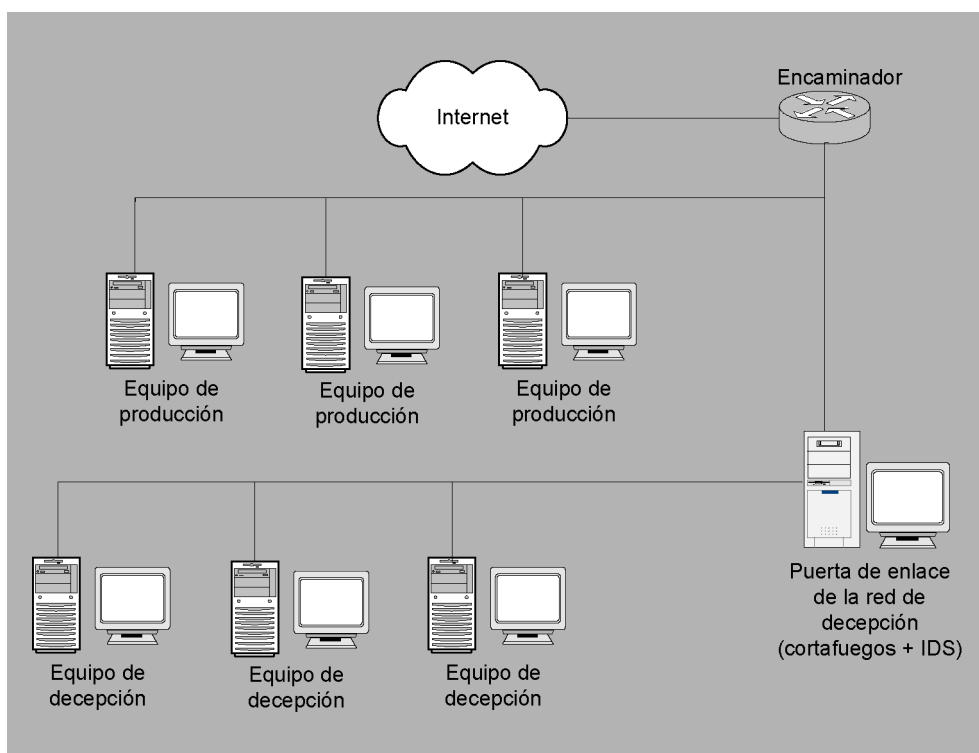 Encaminador
Internet
Equipo de
producción
Equipo de
producción
Equipo de
producción
Puerta de enlace
de la red de
decepción
(cortafuegos + IDS)
Equipo de
decepción
Equipo de
decepción
Equipo de
decepción